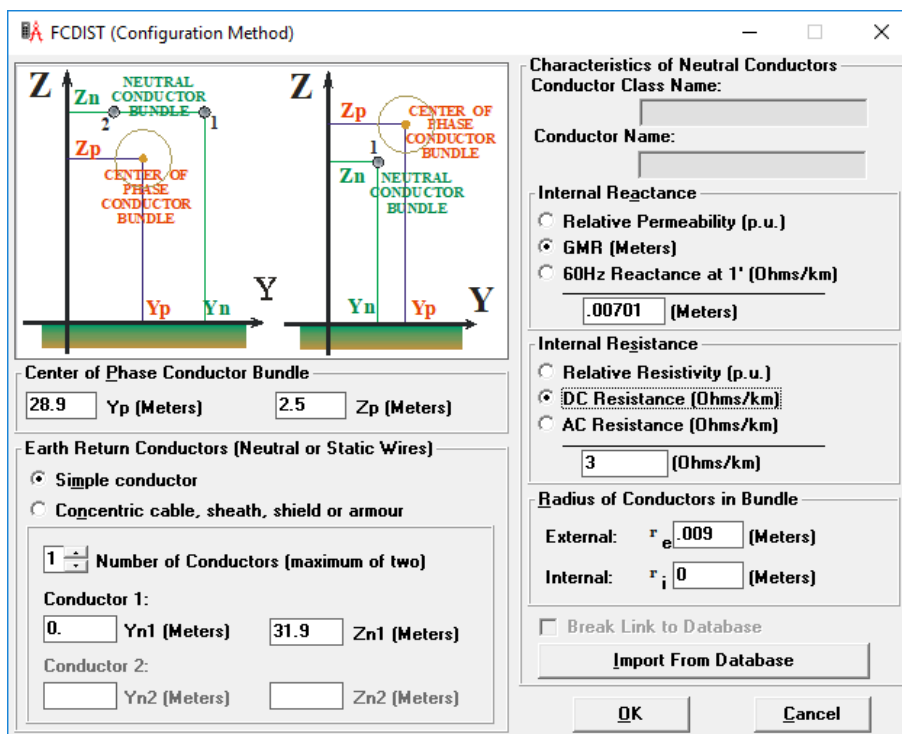 FCDIST (Configuration Method)
Z
Zn
NEUTRAL
CONDUCTOR
BUNDLE
2
1
Zp
CENTER OF
PHASE
CONDUCTOR
BUNDLE
Yp
Yn
Y
Z
Zp
CENTER OF
PHASE
CONDUCTOR
BUNDLE
1
Zn
NEUTRAL
CONDUCTOR
BUNDLE
Yn
Yp
Y
Center of Phase Conductor Bundle
28.9 Yp (Meters) 2.5 Zp (Meters)
Earth Return Conductors (Neutral or Static Wires)
Simple conductor
Concentric cable, sheath, shield or armour
1 Number of Conductors (maximum of two)
Conductor 1:
0. Yn1 (Meters) 31.9 Zn1 (Meters)
Conductor 2:
Yn2 (Meters) Zn2 (Meters)
Characteristics of Neutral Conductors
Conductor Class Name:
Conductor Name:
Internal Reactance
Relative Permeability (p.u.)
GMR (Meters)
60Hz Reactance at 1' (Ohms/km)
.00701 (Meters)
Internal Resistance
Relative Resistivity (p.u.)
DC Resistance (Ohms/km)
AC Resistance (Ohms/km)
3 (Ohms/km)
Radius of Conductors in Bundle
External: r e .009 (Meters)
Internal: r i 0 (Meters)
Break Link to Database
Import From Database
OK Cancel